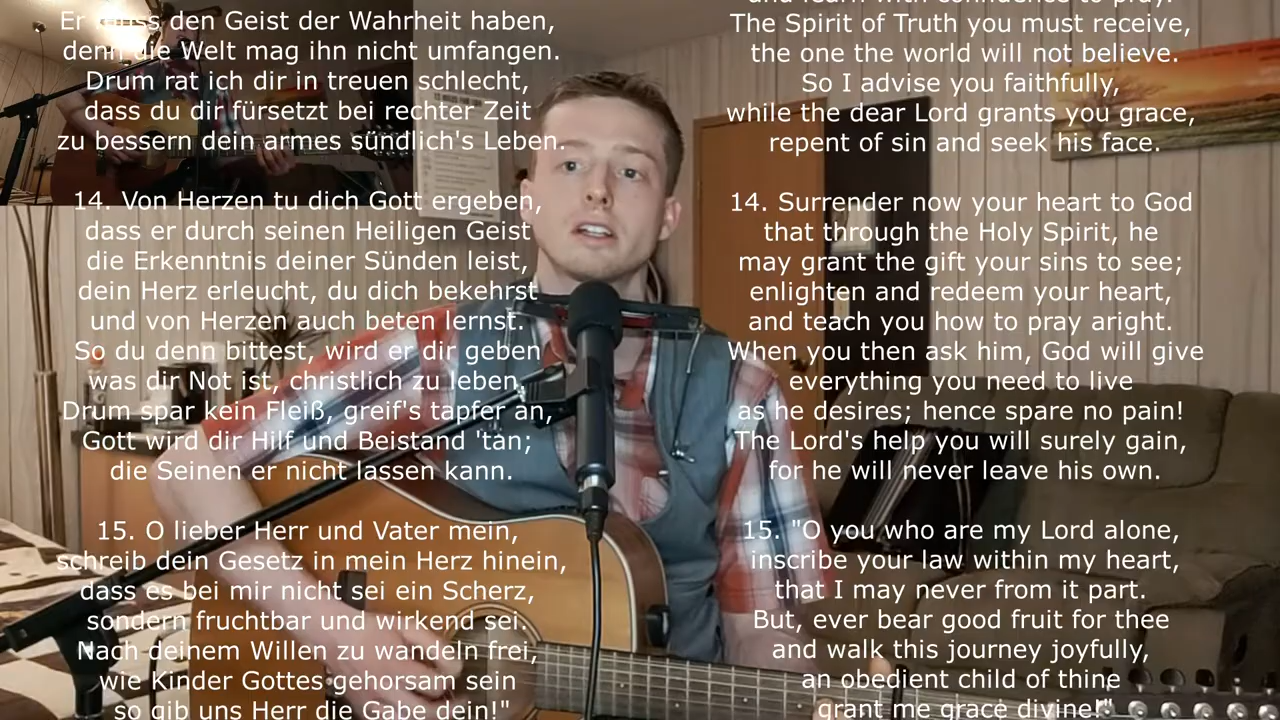 Er muss den Geist der Wahrheit haben,
denn die Welt mag ihn nicht umfangen.
Drum rat ich dir in treuen schlecht,
dass du dir fürsetzt bei rechter Zeit
zu bessern dein armes sündlich's Leben.
14. Von Herzen tu dich Gott ergeben,
dass er durch seinen Heiligen Geist
die Erkenntnis deiner Sünden leist,
dein Herz erleucht, du dich bekehrst
und von Herzen auch beten lernst.
So du denn bittest, wird er dir geben
was dir Not ist, christlich zu leben.
Drum spar kein Fleiß, greif's tapfer an,
Gott wird dir Hilf und Beistand 'tan;
die Seinen er nicht lassen kann.
15. O lieber Herr und Vater mein,
schreib dein Gesetz in mein Herz hinein,
dass es bei mir nicht sei ein Scherz,
sondern fruchtbar und wirkend sei.
Nach deinem Willen zu wandeln frei,
wie Kinder Gottes gehorsam sein
so gib uns Herr die Gabe dein!"
and learn with confidence to pray.
The Spirit of Truth you must receive,
the one the world will not believe.
So I advise you faithfully,
while the dear Lord grants you grace,
repent of sin and seek his face.
14. Surrender now your heart to God
that through the Holy Spirit, he
may grant the gift your sins to see;
enlighten and redeem your heart,
and teach you how to pray aright.
When you then ask him, God will give
everything you need to live
as he desires; hence spare no pain!
The Lord's help you will surely gain,
for he will never leave his own.
15. "O you who are my Lord alone,
inscribe your law within my heart,
that I may never from it part.
But, ever bear good fruit for thee
and walk this journey joyfully,
an obedient child of thine
grant me grace divine!"